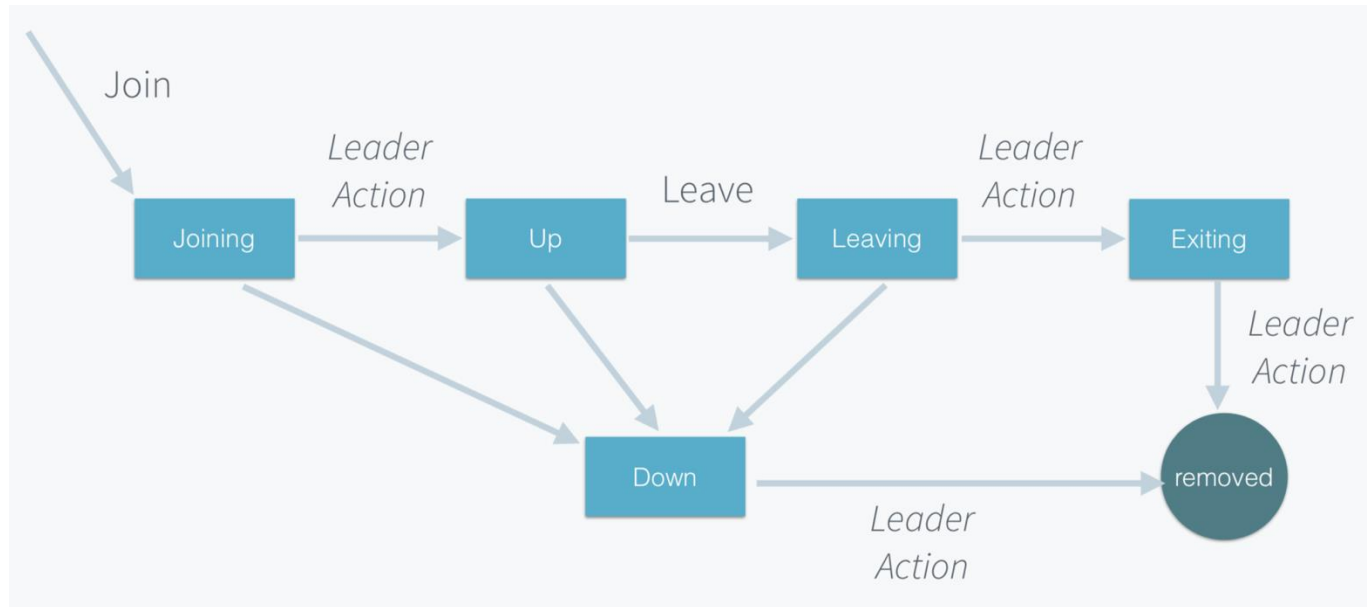 Join
Leader
Action
Leave
Leader
Action
Joining
Up
Leaving
Exiting
Leader
Action
Down
removed
Leader
Action